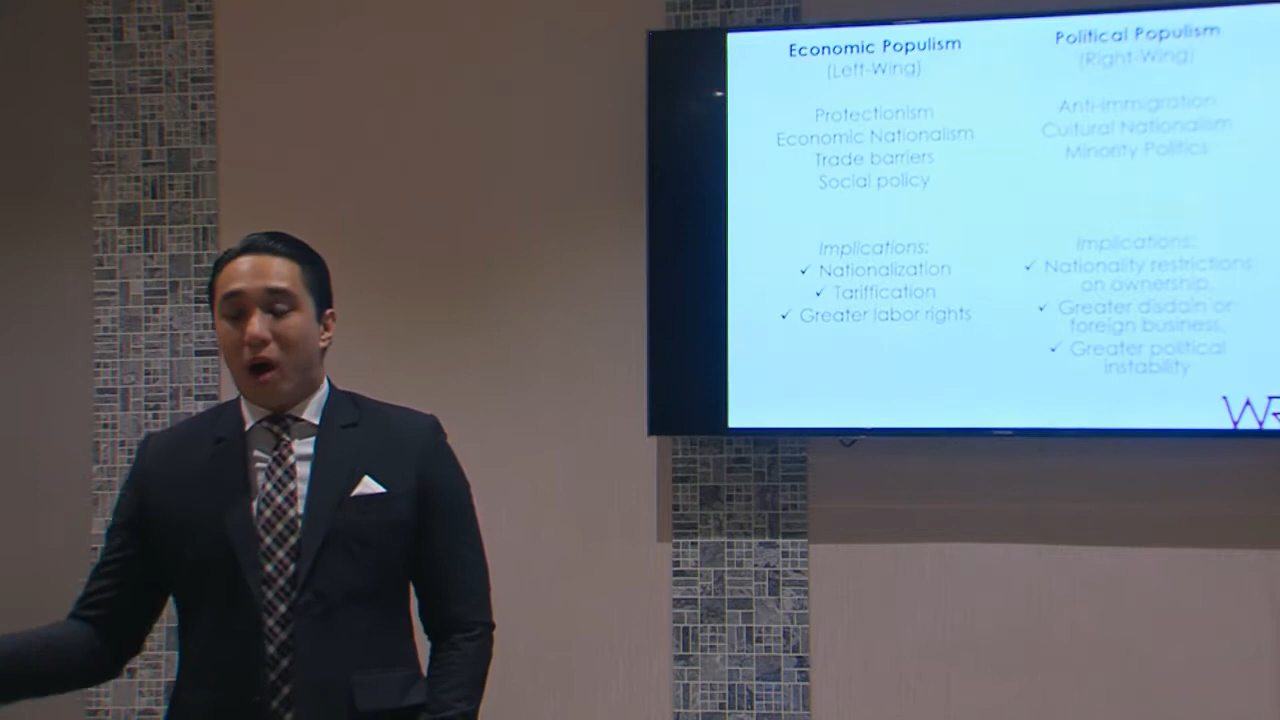 Economic Populism
(Left-Wing)
Protectionism
Economic Nationalism
Trade barriers
Social policy
Implications:
✓ Nationalization
✓ Tariffication
✓ Greater labor rights
Political Populism
(Right-Wing)
Anti-immigration
Cultural Nationalism
Minority Politics
Implications:
✓ Nationality restrictions
on ownership.
✓ Greater disdain or
foreign business.
✓ Greater political
instability
WR